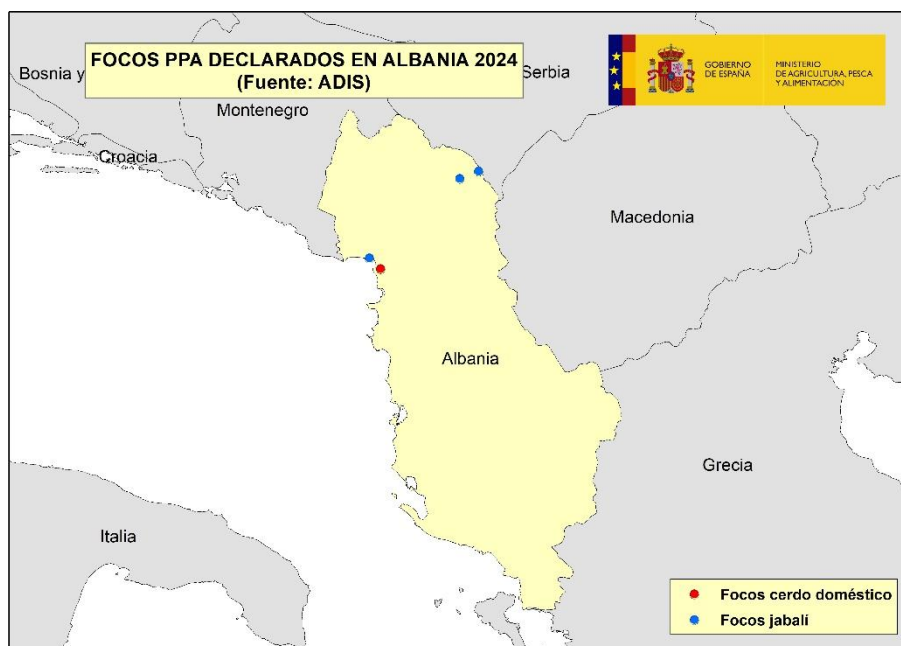 FOCOS PPA DECLARADOS EN ALBANIA 2024
(Fuente: ADIS)
GOBIERNO
DE ESPAÑA
MINISTERIO
DE AGRICULTURA, PESCA
Y ALIMENTACIÓN
Bosnia y
Serbia
Montenegro
Croacia
Macedonia
Albania
Grecia
Italia
Focos cerdo doméstico
Focos jabalí